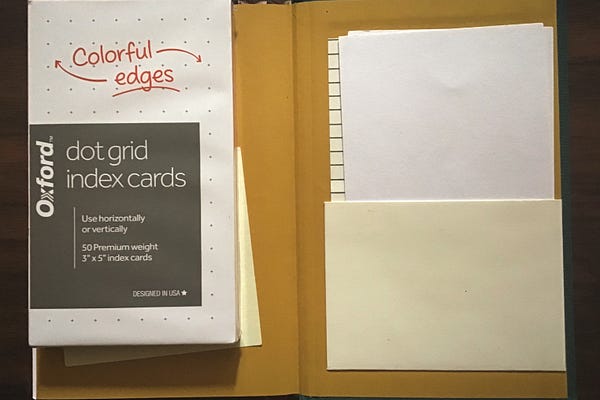 Colorful
edges
Oxford™
dot grid
index cards
Use horizontally
or vertically
50 Premium weight
3" x 5" index cards
DESIGNED IN USA ★